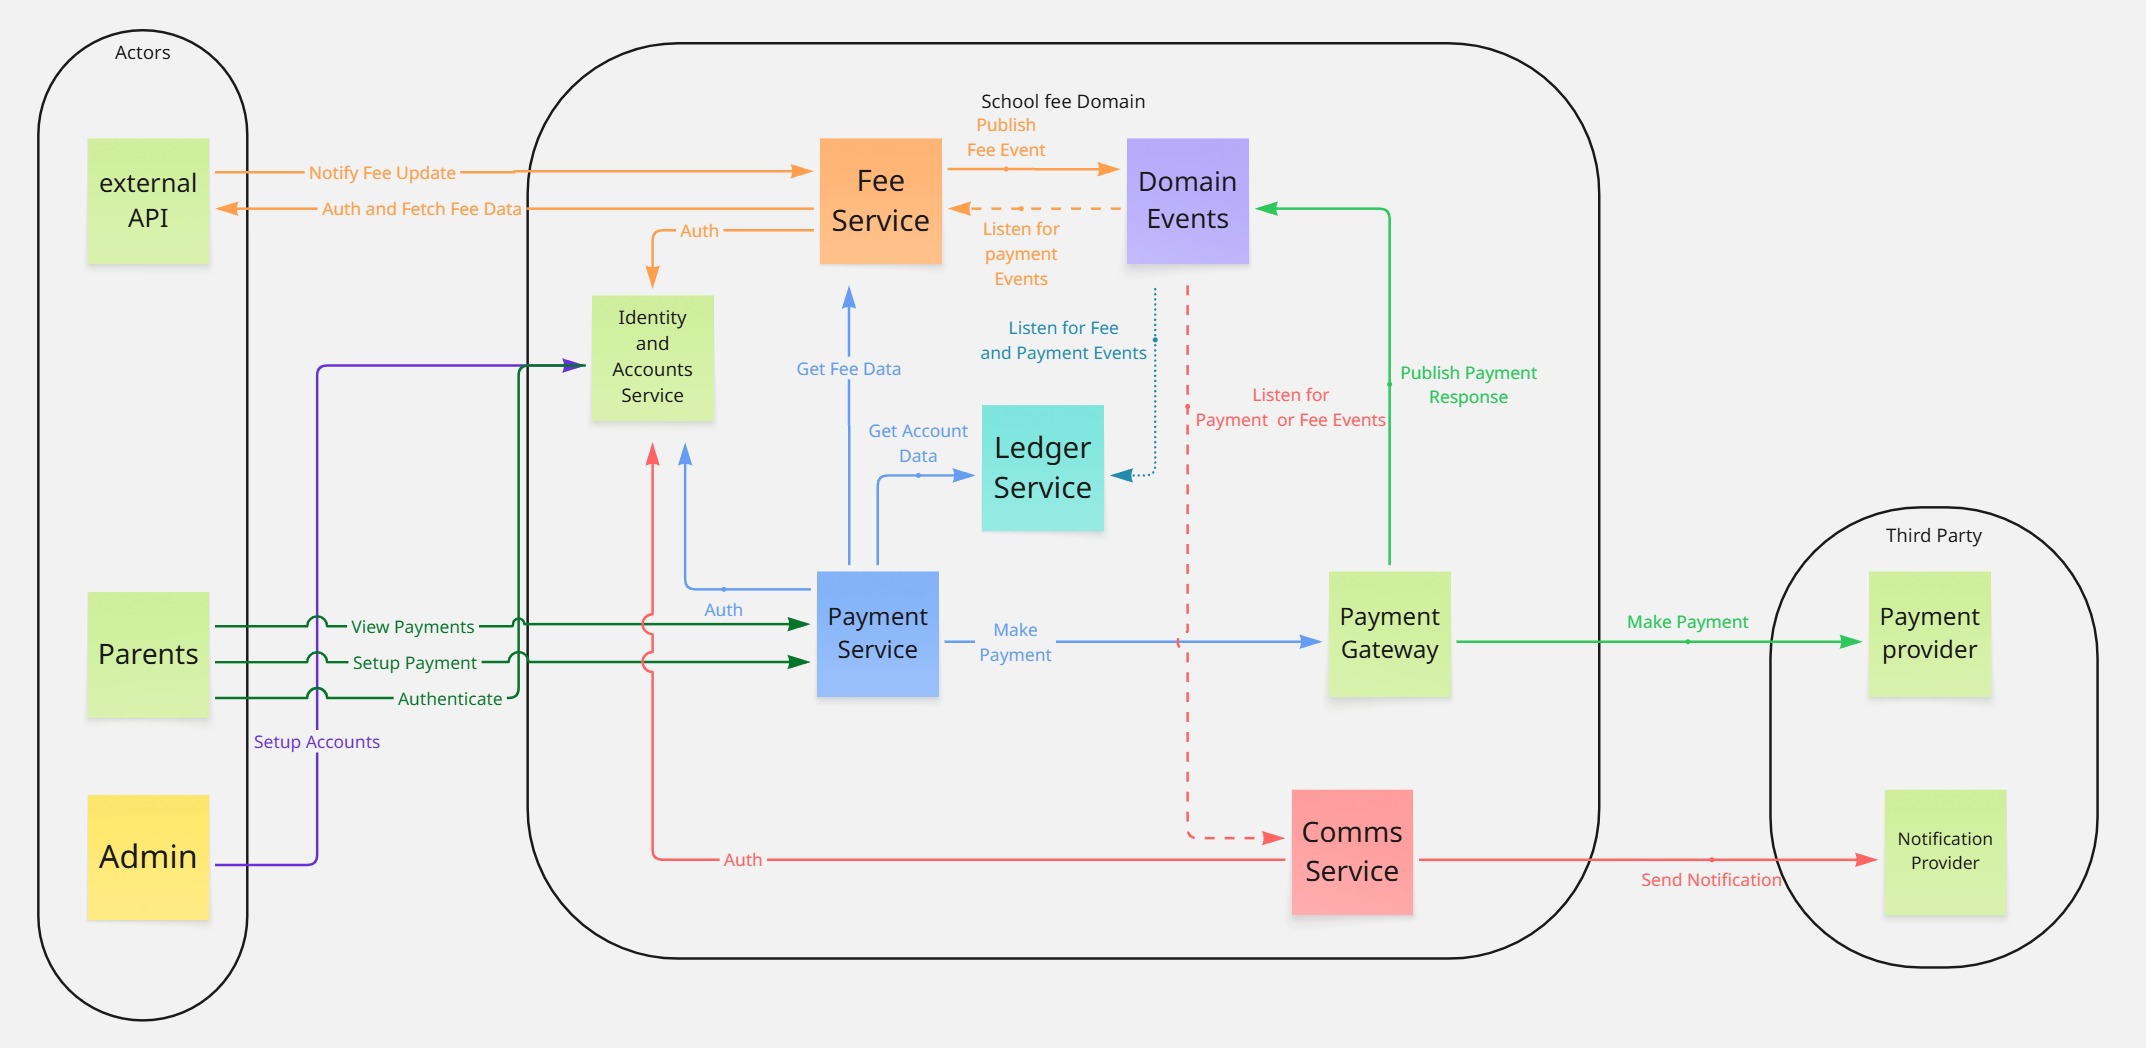 Actors
School fee Domain
Publish
Fee Event
external
API
Notify Fee Update
Auth and Fetch Fee Data
Fee
Service
Domain
Events
Auth
Listen for
payment
Events
Identity
and
Accounts
Service
Listen for Fee
and Payment Events
Get Fee Data
Publish Payment
Response
Listen for
Payment  or Fee Events
Get Account
Data
Ledger
Service
Third Party
Auth
Parents
View Payments
Setup Payment
Authenticate
Payment
Service
Make
Payment
Payment
Gateway
Make Payment
Payment
provider
Setup Accounts
Admin
Auth
Comms
Service
Send Notification
Notification
Provider